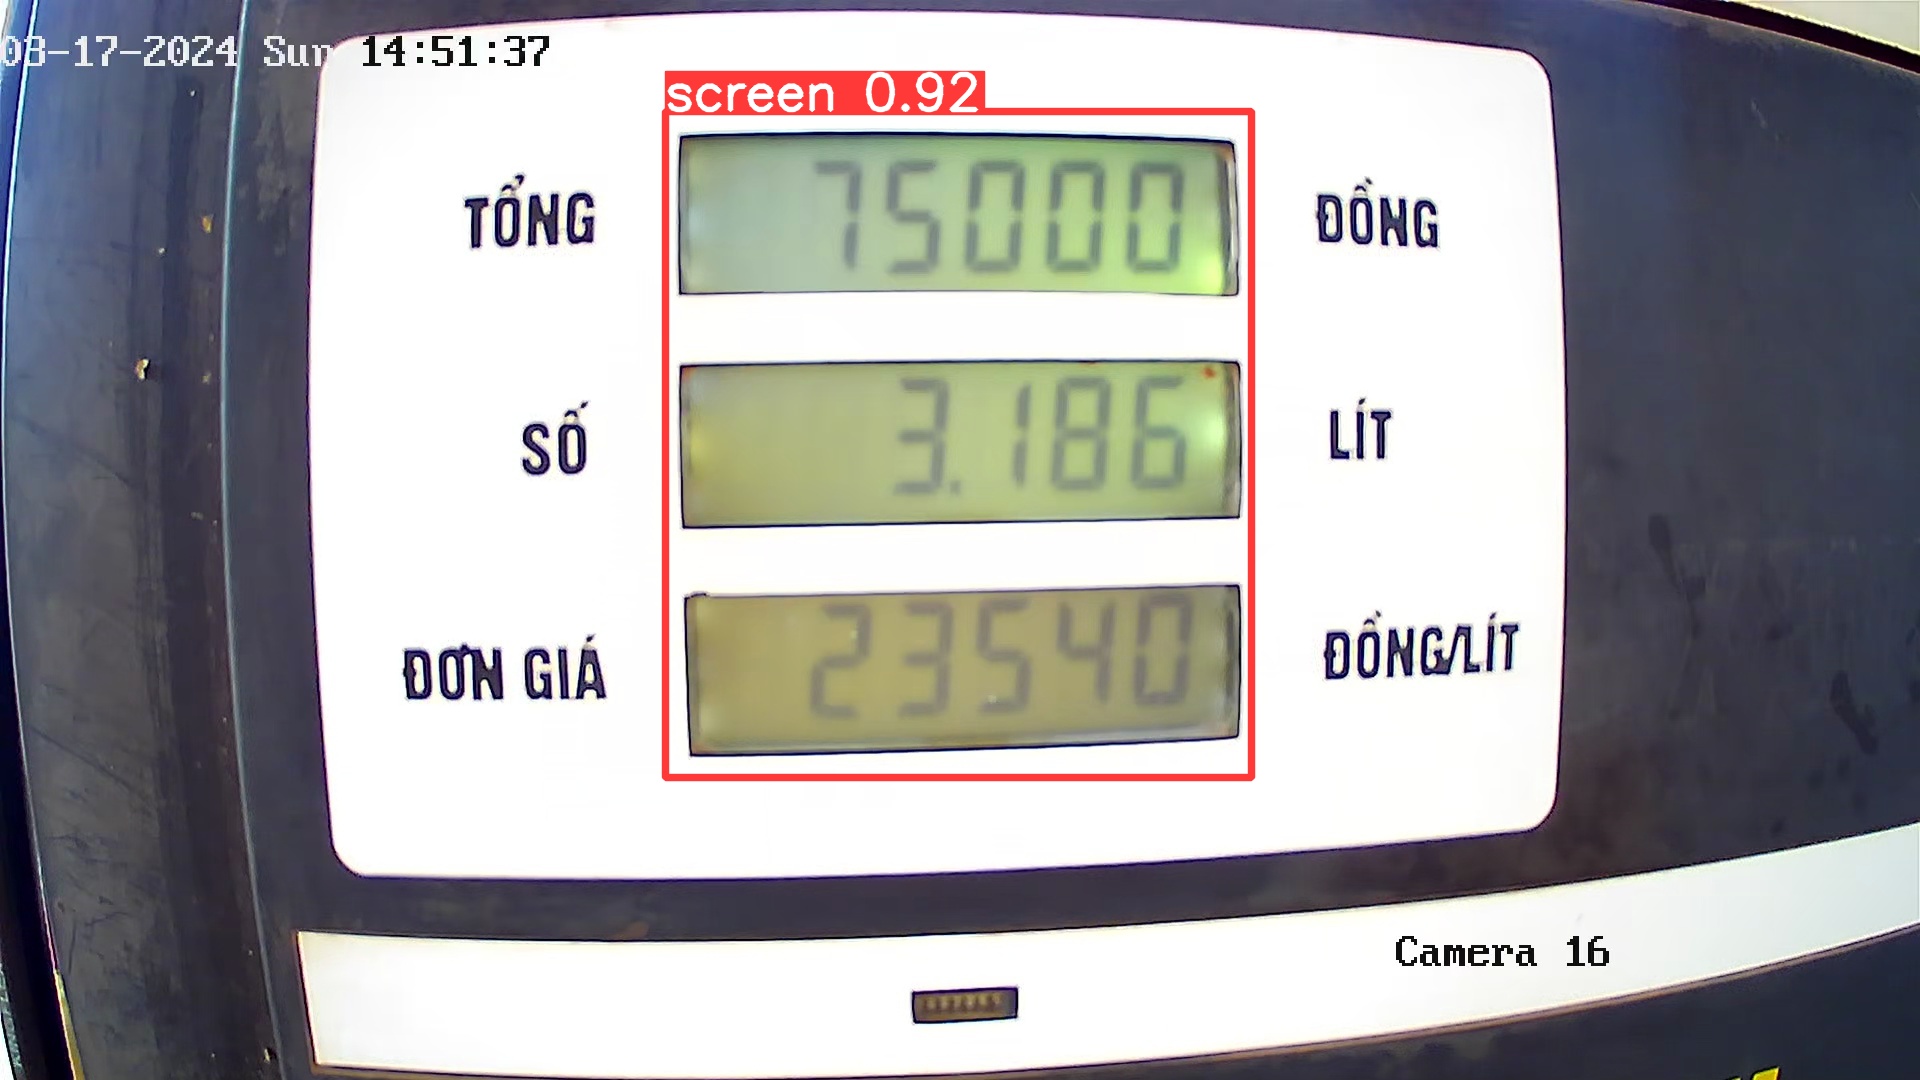 03-17-2024 Sun 14:51:37
screen 0.92
TỔNG 75000 ĐỒNG
SỐ 3.186 LÍT
ĐƠN GIÁ 23540 ĐỒNG/LÍT
Camera 16